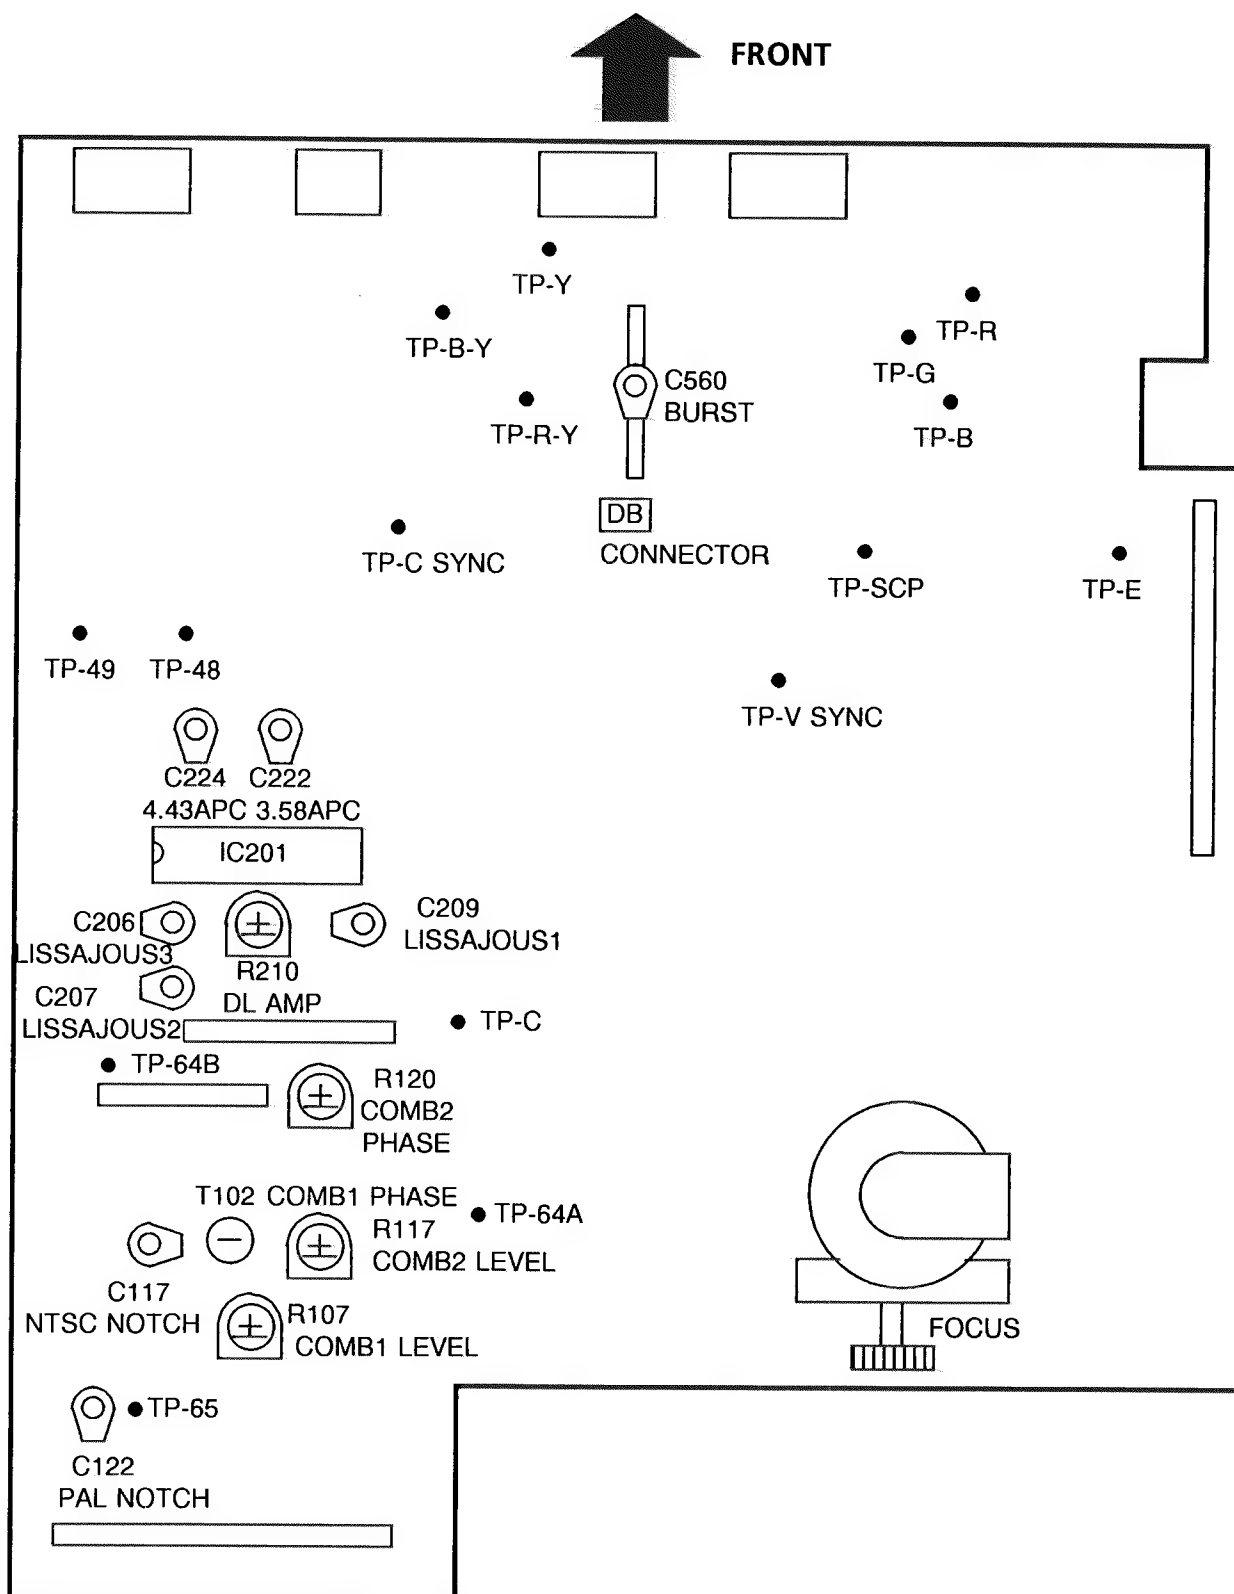 FRONT
TP-Y
TP-B-Y
TP-R
TP-G
C560
BURST
TP-R-Y
TP-B
DB
CONNECTOR
TP-C SYNC
TP-SCP
TP-E
TP-49
TP-48
TP-V SYNC
C224
C222
4.43APC
3.58APC
IC201
C206
LISSAJOUS3
C209
LISSAJOUS1
R210
DL AMP
C207
LISSAJOUS2
TP-C
TP-64B
R120
COMB2
PHASE
T102 COMB1 PHASE
TP-64A
R117
COMB2 LEVEL
C117
NTSC NOTCH
R107
COMB1 LEVEL
FOCUS
TP-65
C122
PAL NOTCH